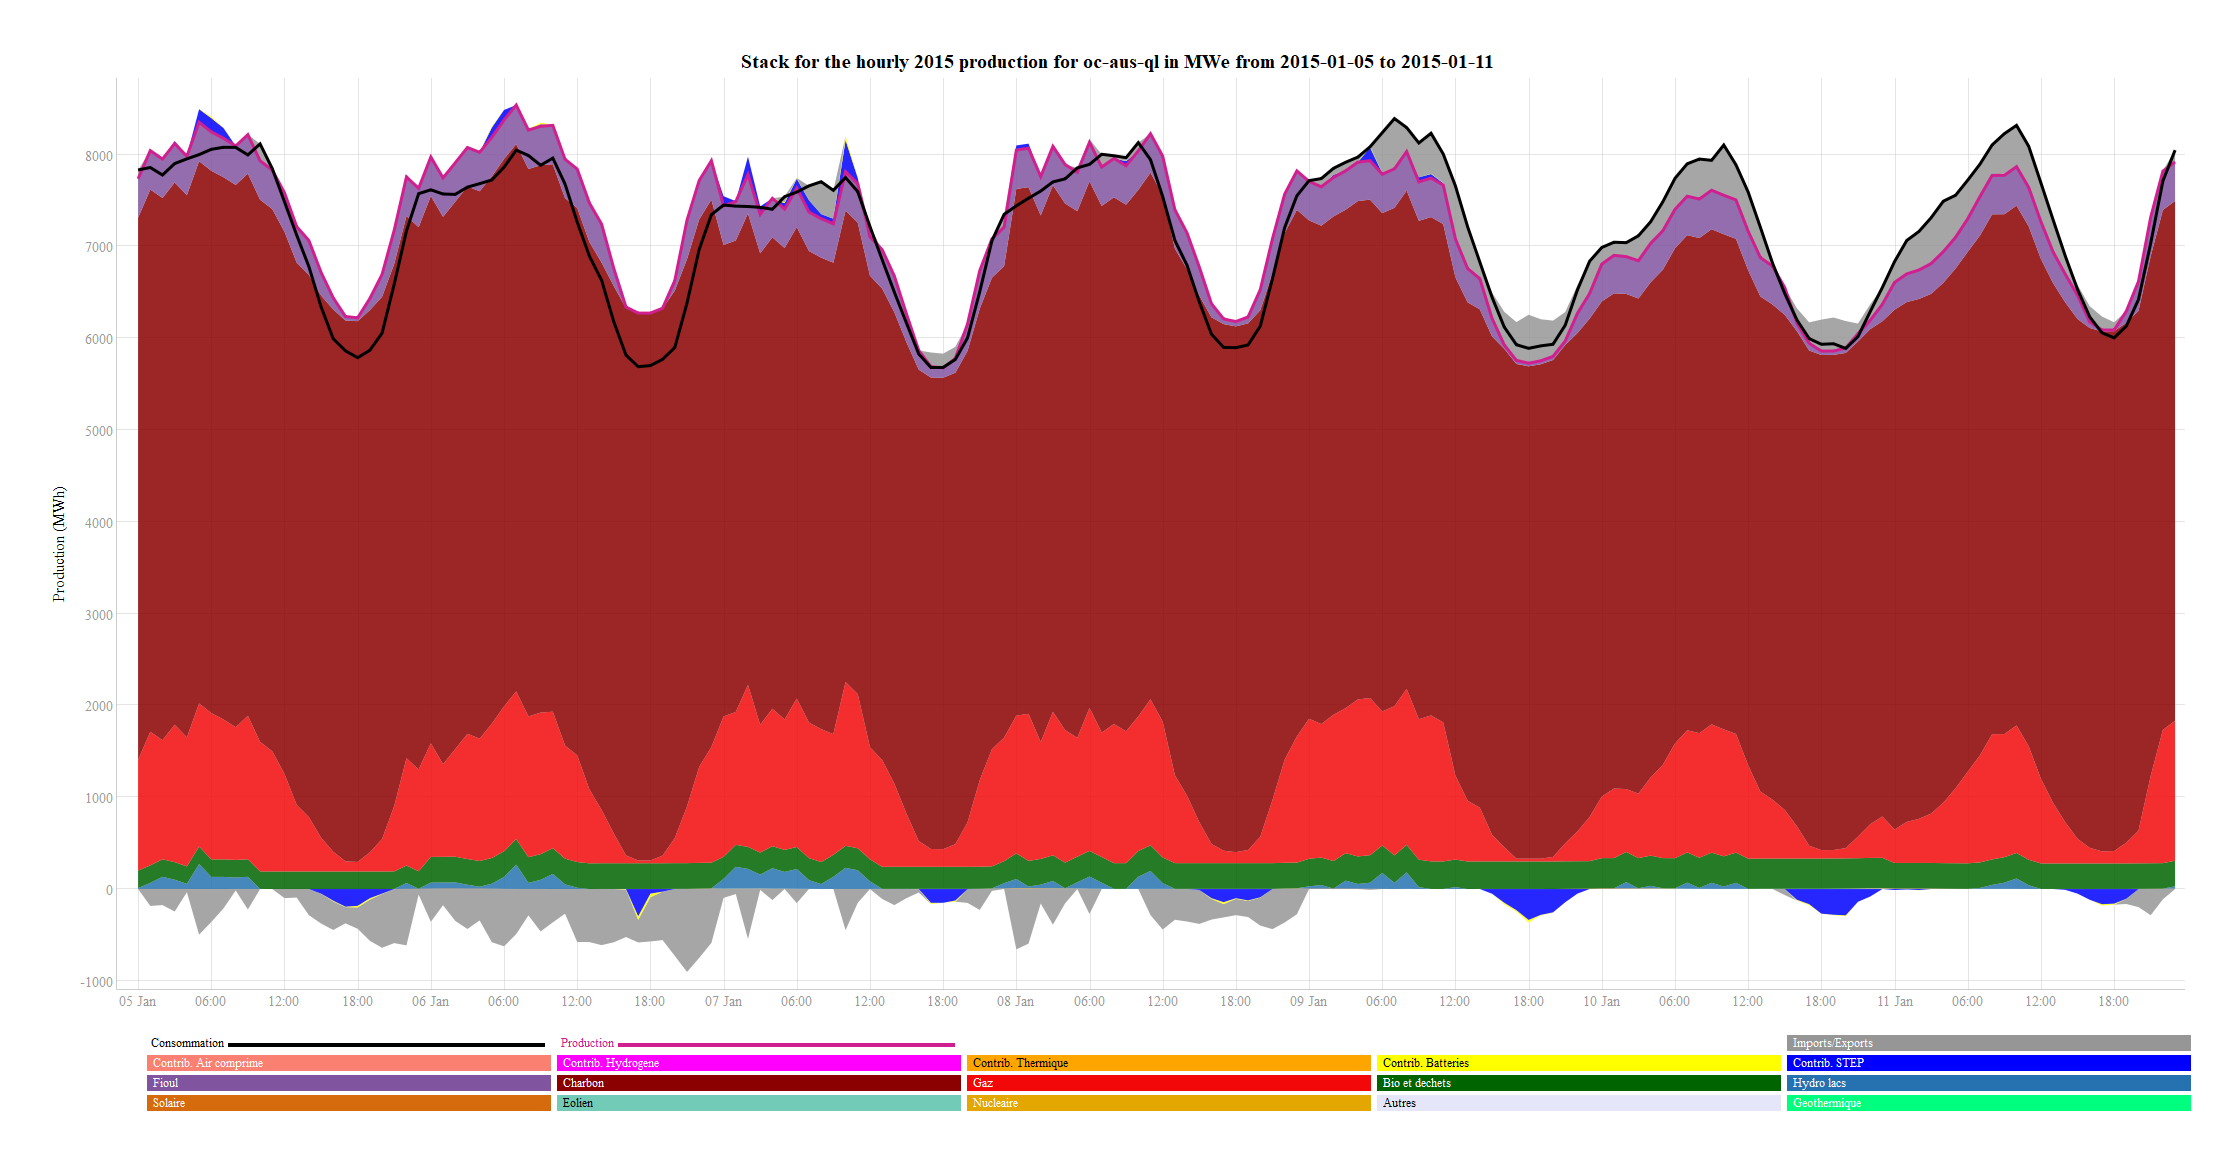 Stack for the hourly 2015 production for oc-aus-ql in MWe from 2015-01-05 to 2015-01-11
8000
7000
6000
5000
4000
3000
2000
1000
0
-1000
Production (MWh)
05 Jan 06:00 12:00 18:00 06 Jan 06:00 12:00 18:00 07 Jan 06:00 12:00 18:00 08 Jan 06:00 12:00 18:00 09 Jan 06:00 12:00 18:00 10 Jan 06:00 12:00 18:00 11 Jan 06:00 12:00 18:00
Consommation Production Imports/Exports
Contrib. Air comprime Contrib. Hydrogene Contrib. Thermique Contrib. Batteries Contrib. STEP
Fioul Charbon Gaz Bio et dechets Hydro lacs
Solaire Eolien Nucleaire Autres Geothermique